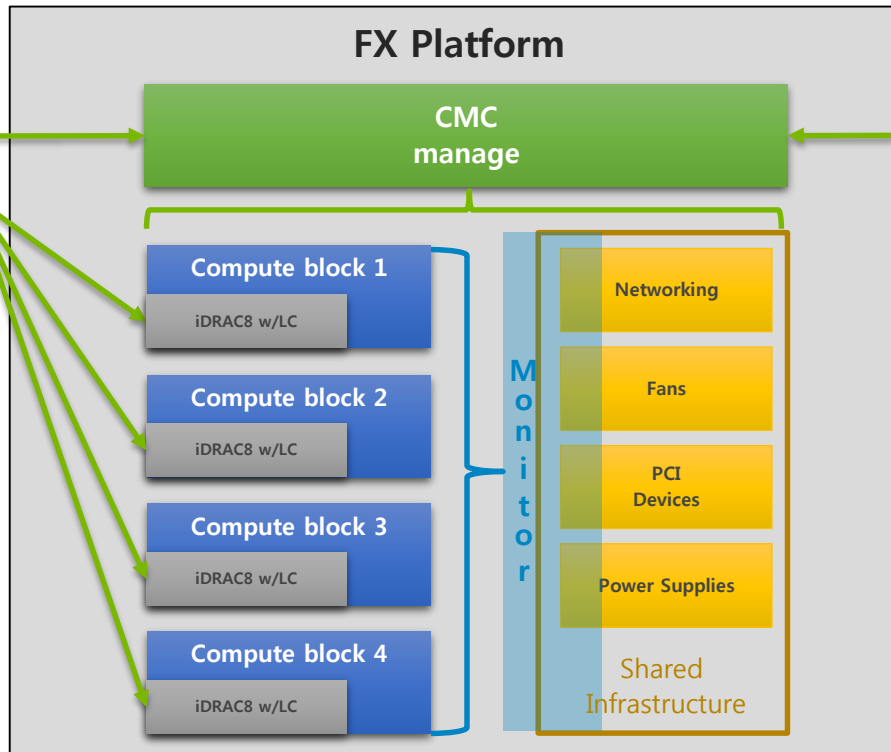 FX Platform
CMC
manage
Compute block 1
iDRAC8 w/LC
Compute block 2
iDRAC8 w/LC
Compute block 3
iDRAC8 w/LC
Compute block 4
iDRAC8 w/LC
Monitor
Networking
Fans
PCI
Devices
Power Supplies
Shared
Infrastructure